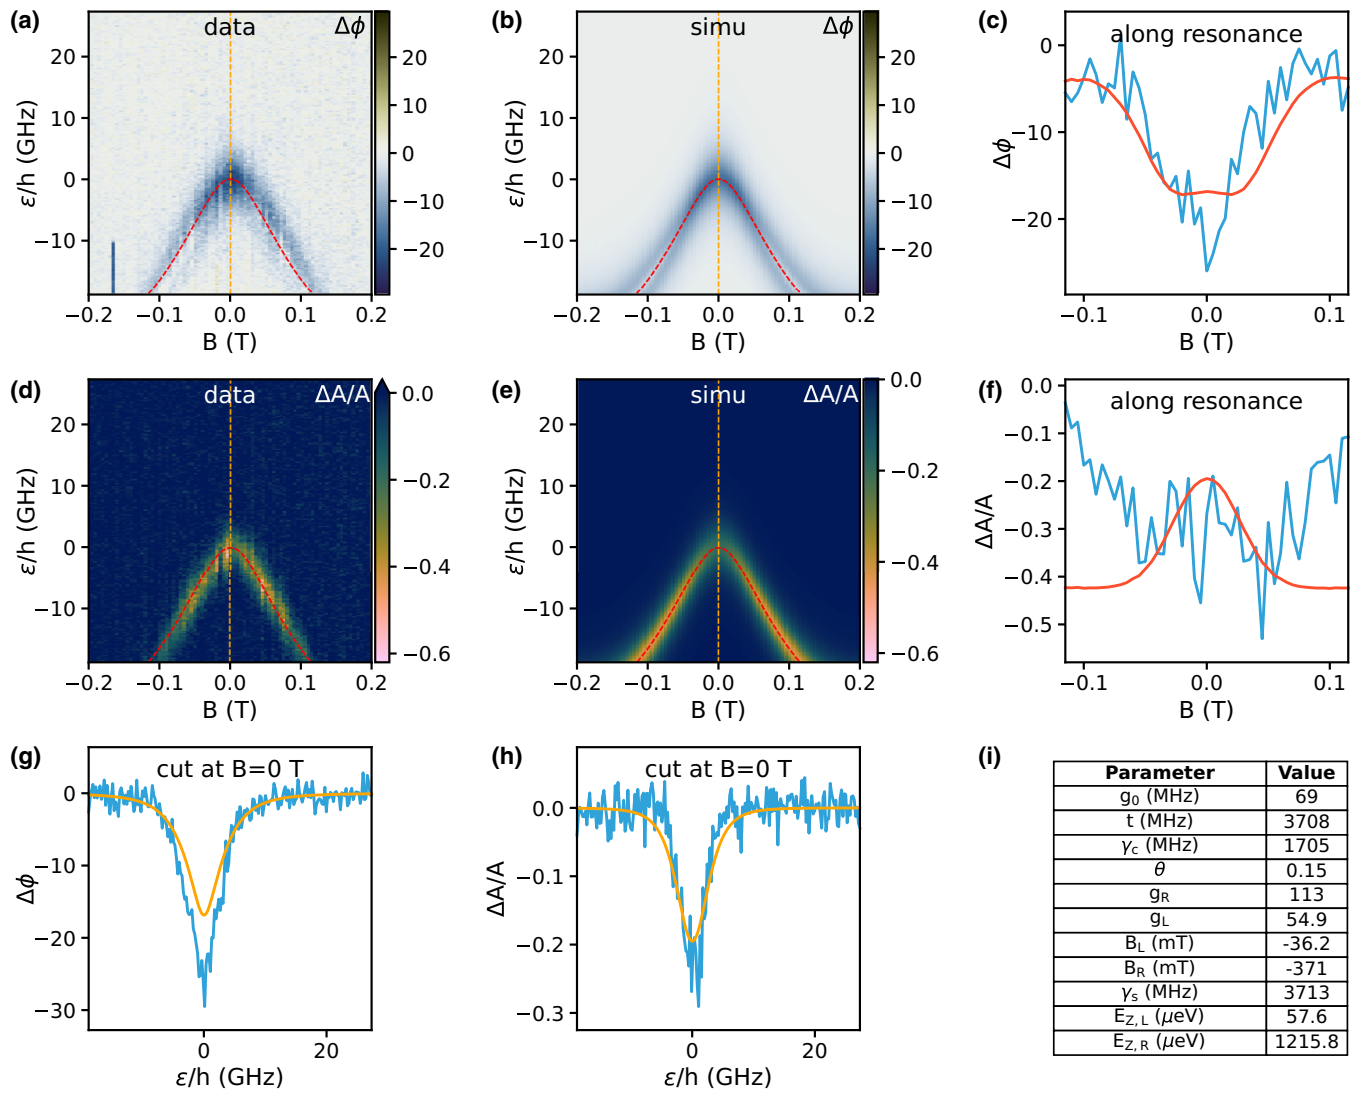 (a)
data
Δϕ
20
10
0
−10
−20
ε/h (GHz)
20
10
0
−10
−0.2
−0.1
0.0
0.1
0.2
B (T)
(b)
simu
Δϕ
20
10
0
−10
−20
ε/h (GHz)
20
10
0
−10
−0.2
−0.1
0.0
0.1
0.2
B (T)
(c)
along resonance
Δϕ
0
−10
−20
−0.1
0.0
0.1
B (T)
(d)
data
ΔA/A
0.0
−0.2
−0.4
−0.6
ε/h (GHz)
20
10
0
−10
−0.2
−0.1
0.0
0.1
0.2
B (T)
(e)
simu
ΔA/A
0.0
−0.2
−0.4
−0.6
ε/h (GHz)
20
10
0
−10
−0.2
−0.1
0.0
0.1
0.2
B (T)
(f)
along resonance
ΔA/A
0.0
−0.1
−0.2
−0.3
−0.4
−0.5
−0.1
0.0
0.1
B (T)
(g)
cut at B=0 T
Δϕ
0
−10
−20
−30
0
20
ε/h (GHz)
(h)
cut at B=0 T
ΔA/A
0.0
−0.1
−0.2
−0.3
0
20
ε/h (GHz)
(i)
Parameter Value
g₀ (MHz) 69
t (MHz) 3708
γ_c (MHz) 1705
θ 0.15
g_R 113
g_L 54.9
B_L (mT) -36.2
B_R (mT) -371
γ_s (MHz) 3713
E_Z,L (μeV) 57.6
E_Z,R (μeV) 1215.8